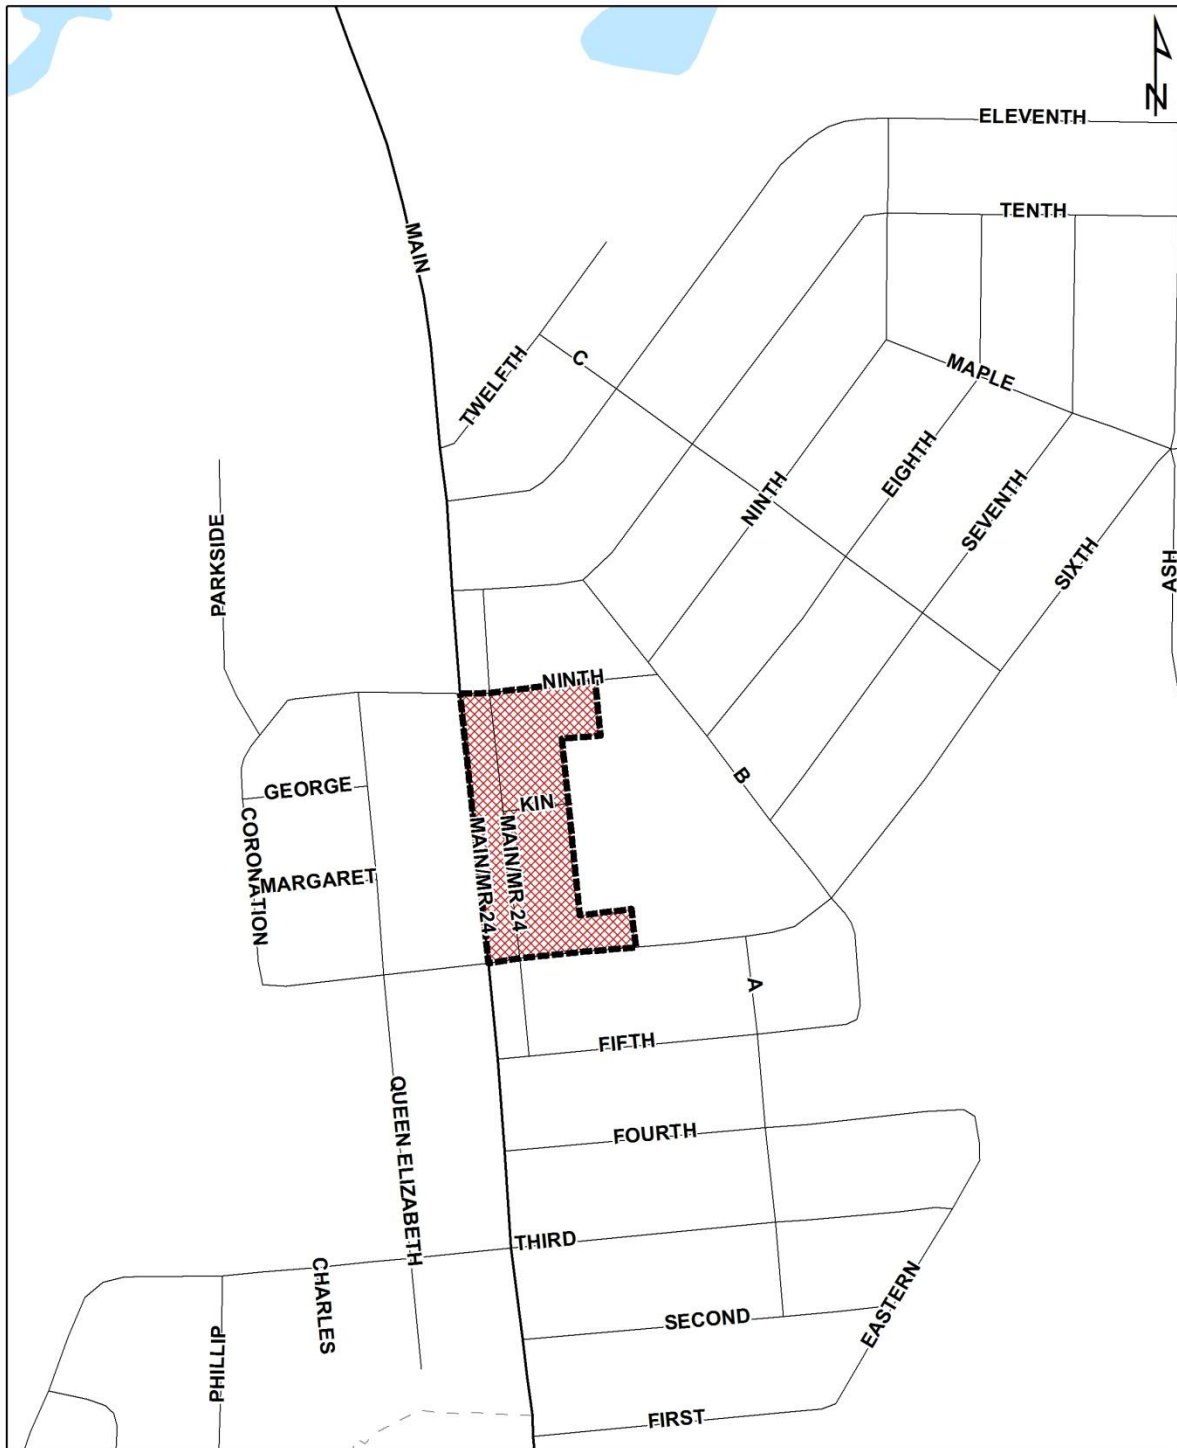 N
ELEVENTH
TENTH
MAIN
TWELFTH
C
MAPLE
NINTH
EIGHTH
SEVENTH
SIXTH
ASH
PARKSIDE
NINTH
B
GEORGE
KIN
CORONATION
MAIN/MR 24
MAIN/MR 24
MARGARET
A
FIFTH
QUEEN ELIZABETH
FOURTH
THIRD
CHARLES
EASTERN
SECOND
PHILLIP
FIRST